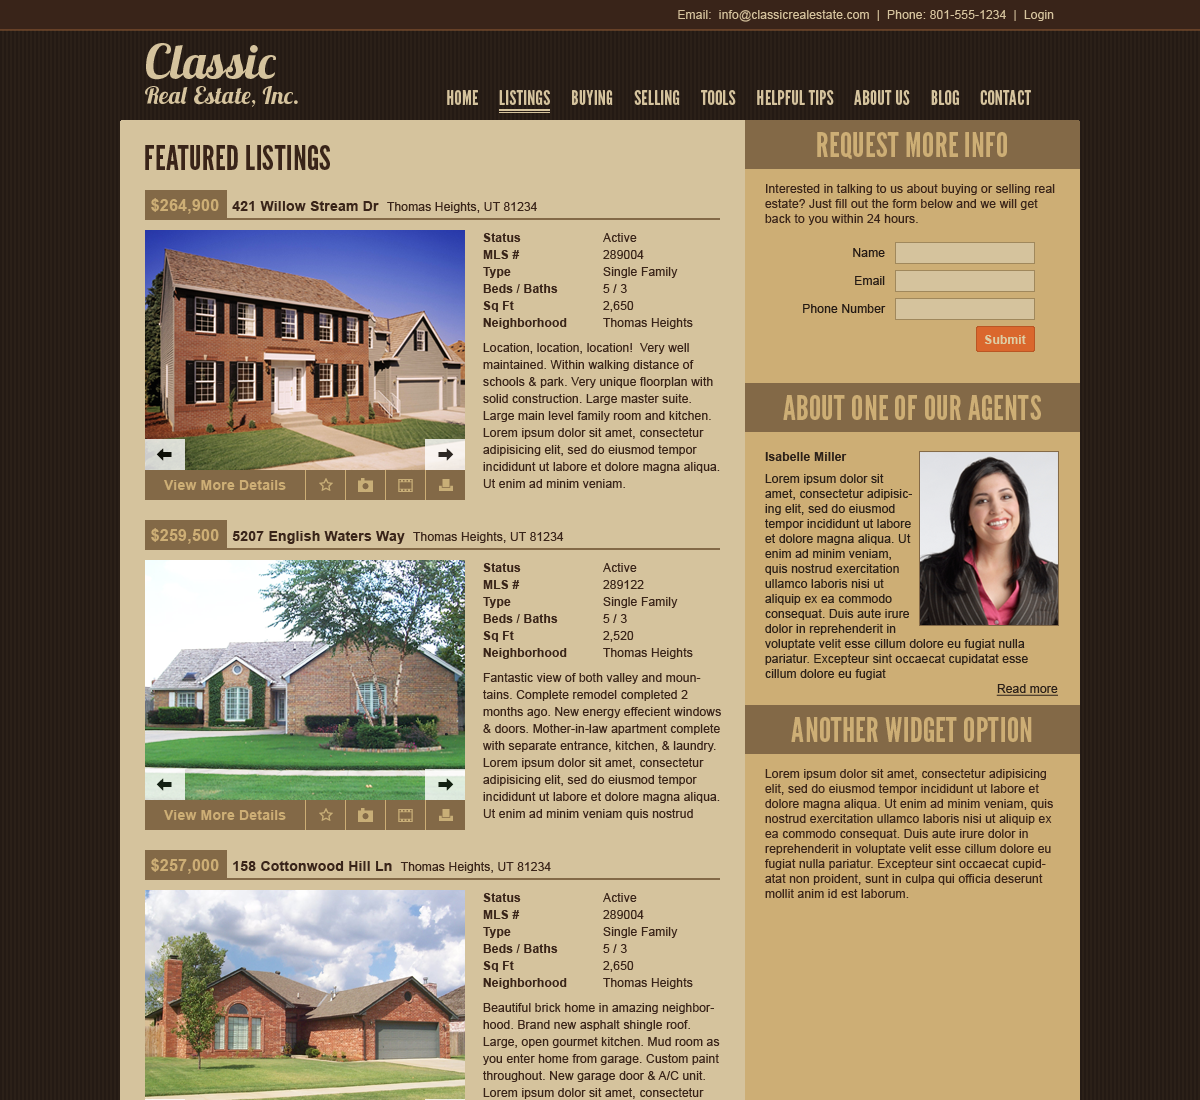 Email: info@classicrealestate.com | Phone: 801-555-1234 | Login
Classic
Real Estate, Inc.
HOME LISTINGS BUYING SELLING TOOLS HELPFUL TIPS ABOUT US BLOG CONTACT
FEATURED LISTINGS
$264,900 421 Willow Stream Dr Thomas Heights, UT 81234
Status Active
MLS # 289004
Type Single Family
Beds / Baths 5 / 3
Sq Ft 2,650
Neighborhood Thomas Heights
Location, location, location! Very well
maintained. Within walking distance of
schools & park. Very unique floorplan with
solid construction. Large master suite.
Large main level family room and kitchen.
Lorem ipsum dolor sit amet, consectetur
adipisicing elit, sed do eiusmod tempor
incididunt ut labore et dolore magna aliqua.
Ut enim ad minim veniam.
View More Details
$259,500 5207 English Waters Way Thomas Heights, UT 81234
Status Active
MLS # 289122
Type Single Family
Beds / Baths 5 / 3
Sq Ft 2,520
Neighborhood Thomas Heights
Fantastic view of both valley and moun-
tains. Complete remodel completed 2
months ago. New energy effecient windows
& doors. Mother-in-law apartment complete
with separate entrance, kitchen, & laundry.
Lorem ipsum dolor sit amet, consectetur
adipisicing elit, sed do eiusmod tempor
incididunt ut labore et dolore magna aliqua.
Ut enim ad minim veniam quis nostrud
View More Details
$257,000 158 Cottonwood Hill Ln Thomas Heights, UT 81234
Status Active
MLS # 289004
Type Single Family
Beds / Baths 5 / 3
Sq Ft 2,650
Neighborhood Thomas Heights
Beautiful brick home in amazing neighbor-
hood. Brand new asphalt shingle roof.
Large, open gourmet kitchen. Mud room as
you enter home from garage. Custom paint
throughout. New garage door & A/C unit.
Lorem ipsum dolor sit amet, consectetur
REQUEST MORE INFO
Interested in talking to us about buying or selling real
estate? Just fill out the form below and we will get
back to you within 24 hours.
Name
Email
Phone Number
Submit
ABOUT ONE OF OUR AGENTS
Isabelle Miller
Lorem ipsum dolor sit
amet, consectetur adipisic-
ing elit, sed do eiusmod
tempor incididunt ut labore
et dolore magna aliqua. Ut
enim ad minim veniam,
quis nostrud exercitation
ullamco laboris nisi ut
aliquip ex ea commodo
consequat. Duis aute irure
dolor in reprehenderit in
voluptate velit esse cillum dolore eu fugiat nulla
pariatur. Excepteur sint occaecat cupidatat esse
cillum dolore eu fugiat
Read more
ANOTHER WIDGET OPTION
Lorem ipsum dolor sit amet, consectetur adipisicing
elit, sed do eiusmod tempor incididunt ut labore et
dolore magna aliqua. Ut enim ad minim veniam, quis
nostrud exercitation ullamco laboris nisi ut aliquip ex
ea commodo consequat. Duis aute irure dolor in
reprehenderit in voluptate velit esse cillum dolore eu
fugiat nulla pariatur. Excepteur sint occaecat cupid-
atat non proident, sunt in culpa qui officia deserunt
mollit anim id est laborum.